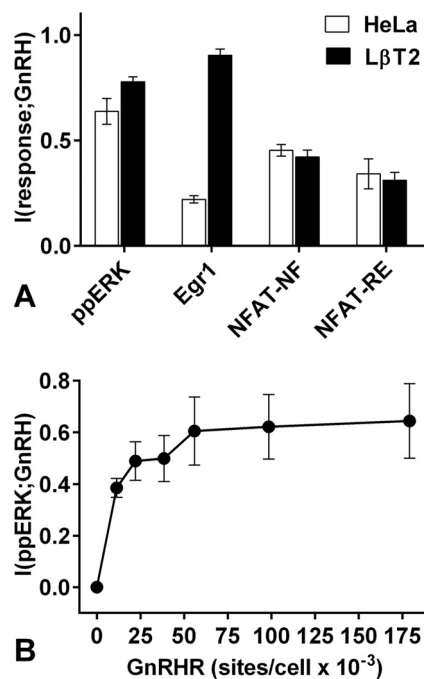 HeLa
LβT2
I(response;GnRH)
1.0
0.5
0.0
ppERK
Egr1
NFAT-NF
NFAT-RE
A
I(ppERK;GnRH)
0.8
0.6
0.4
0.2
0.0
0 25 50 75 100 125 150 175
GnRHR (sites/cell x 10-3)
B